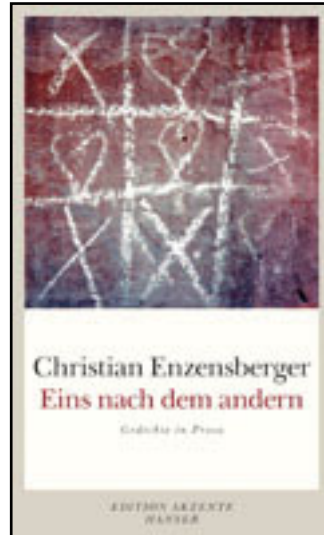 Christian Enzensberger
Eins nach dem andern
Gedichte in Prosa
EDITION AKZENTE
HANSER